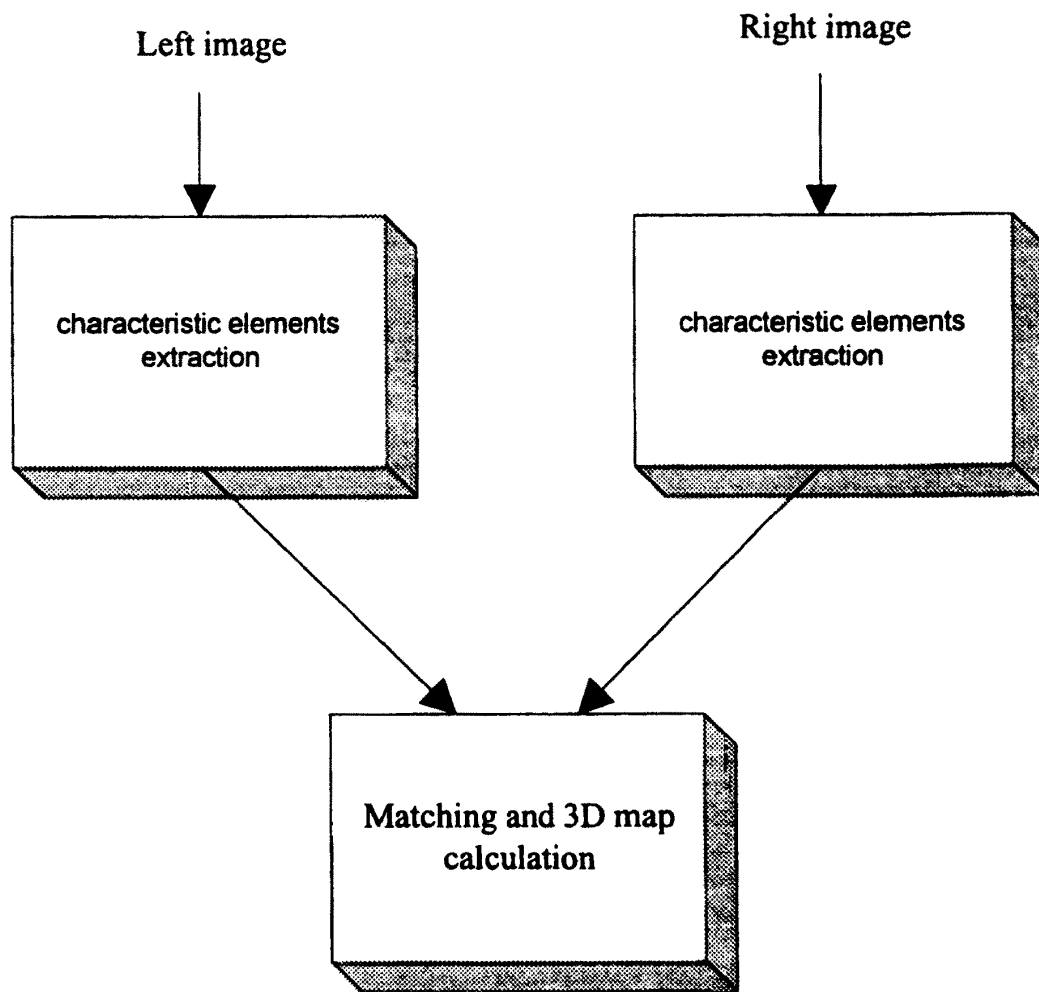 Left image
Right image
characteristic elements
extraction
characteristic elements
extraction
Matching and 3D map
calculation